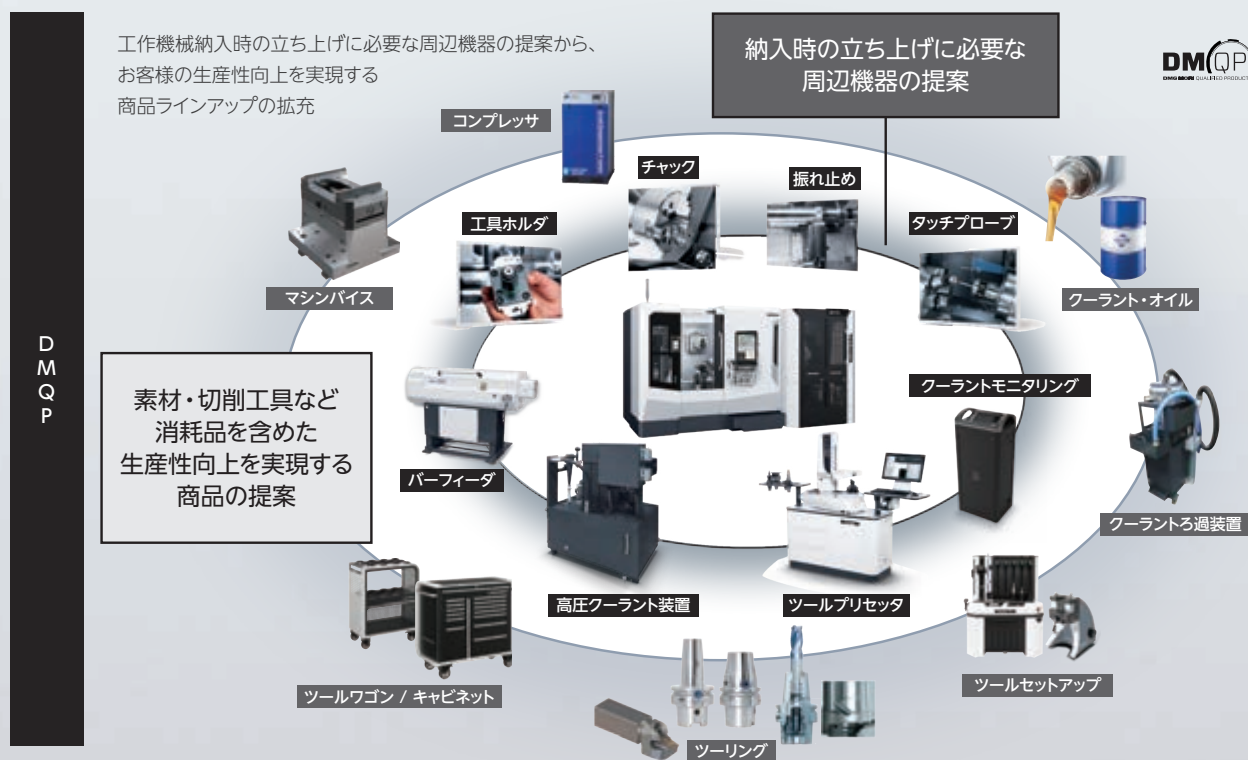 工作機械納入時の立ち上げに必要な周辺機器の提案から、
お客様の生産性向上を実現する
商品ラインアップの拡充
納入時の立ち上げに必要な
周辺機器の提案
DMQP
DMG MORI QUALIFIED PRODUCTS
コンプレッサ
チャック
振れ止め
工具ホルダ
タッチプローブ
マシンバイス
クーラント・オイル
DMQP
素材・切削工具など
消耗品を含めた
生産性向上を実現する
商品の提案
クーラントモニタリング
バーフィーダ
クーラントろ過装置
高圧クーラント装置
ツールプリセッタ
ツールワゴン / キャビネット
ツールセットアップ
ツーリング